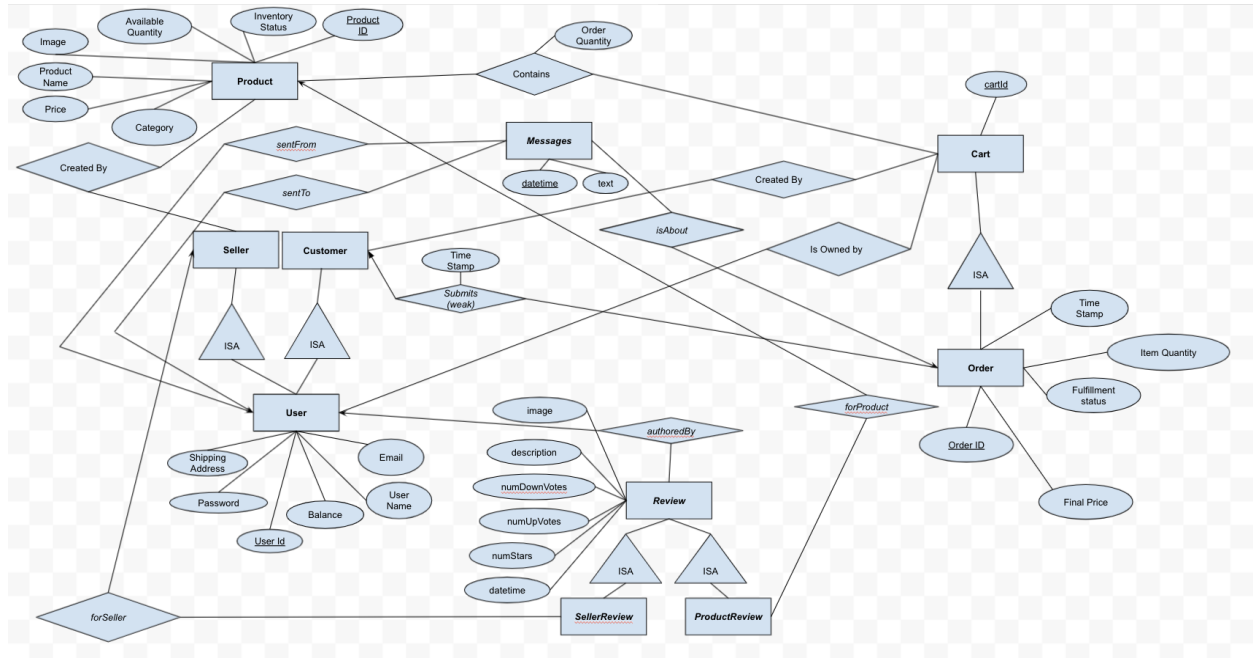 Available
Quantity
Inventory
Status
Product
ID
Image
Order
Quantity
Product
Name
Product
Contains
cartId
Price
Category
sentFrom
Messages
Cart
Created By
datetime
text
Created By
sentTo
isAbout
Is Owned by
Seller
Customer
Time
Stamp
Submits
(weak)
ISA
Time
Stamp
ISA
ISA
Item Quantity
Order
Fulfillment
status
User
image
forProduct
authoredBy
Order ID
Shipping
Address
Email
description
Password
User
Name
numDownVotes
Review
Final Price
Balance
User Id
numUpVotes
numStars
ISA
ISA
datetime
forSeller
SellerReview
ProductReview